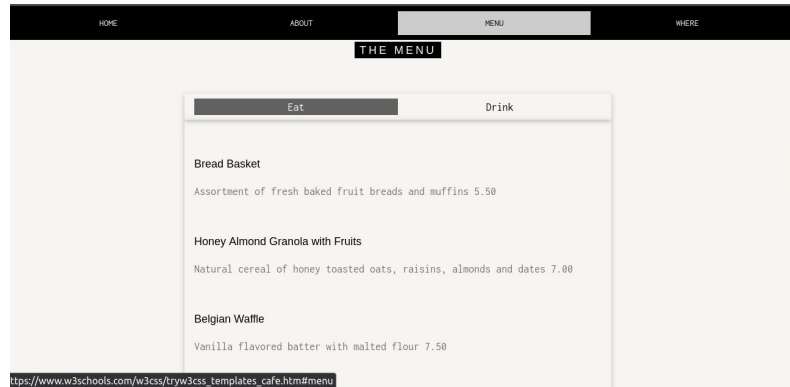 HOME ABOUT MENU WHERE
THE MENU
Eat Drink
Bread Basket
Assortment of fresh baked fruit breads and muffins 5.50
Honey Almond Granola with Fruits
Natural cereal of honey toasted oats, raisins, almonds and dates 7.00
Belgian Waffle
Vanilla flavored batter with malted flour 7.50
ttps://www.w3schools.com/w3css/tryw3css_templates_cafe.htm#menu